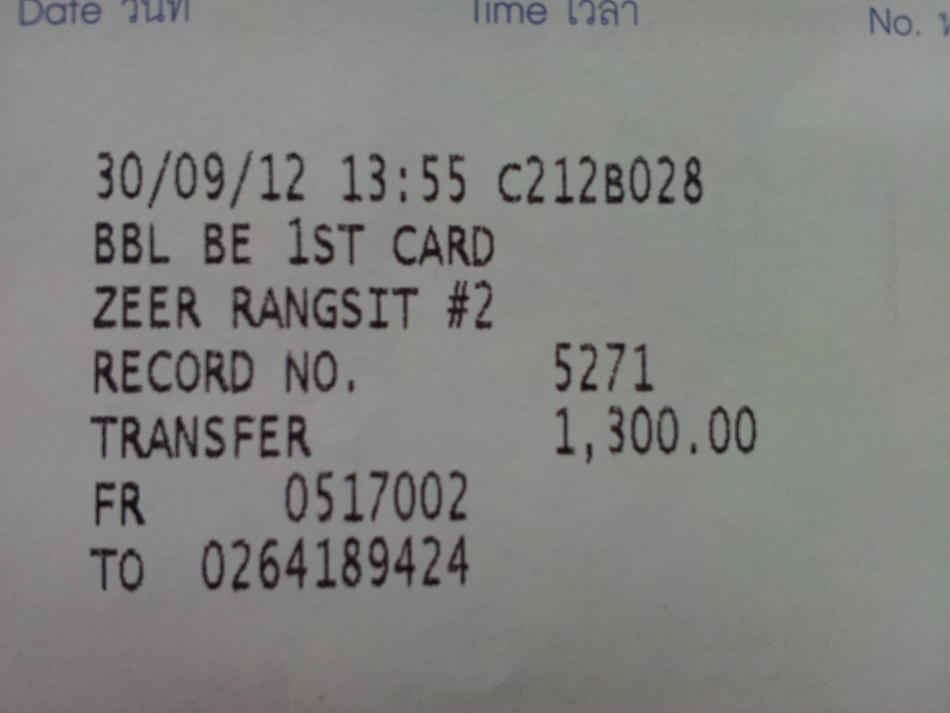 Date วันที่ Time เวลา No.
30/09/12 13:55 C212B028
BBL BE 1ST CARD
ZEER RANGSIT #2
RECORD NO. 5271
TRANSFER 1,300.00
FR 0517002
TO 0264189424